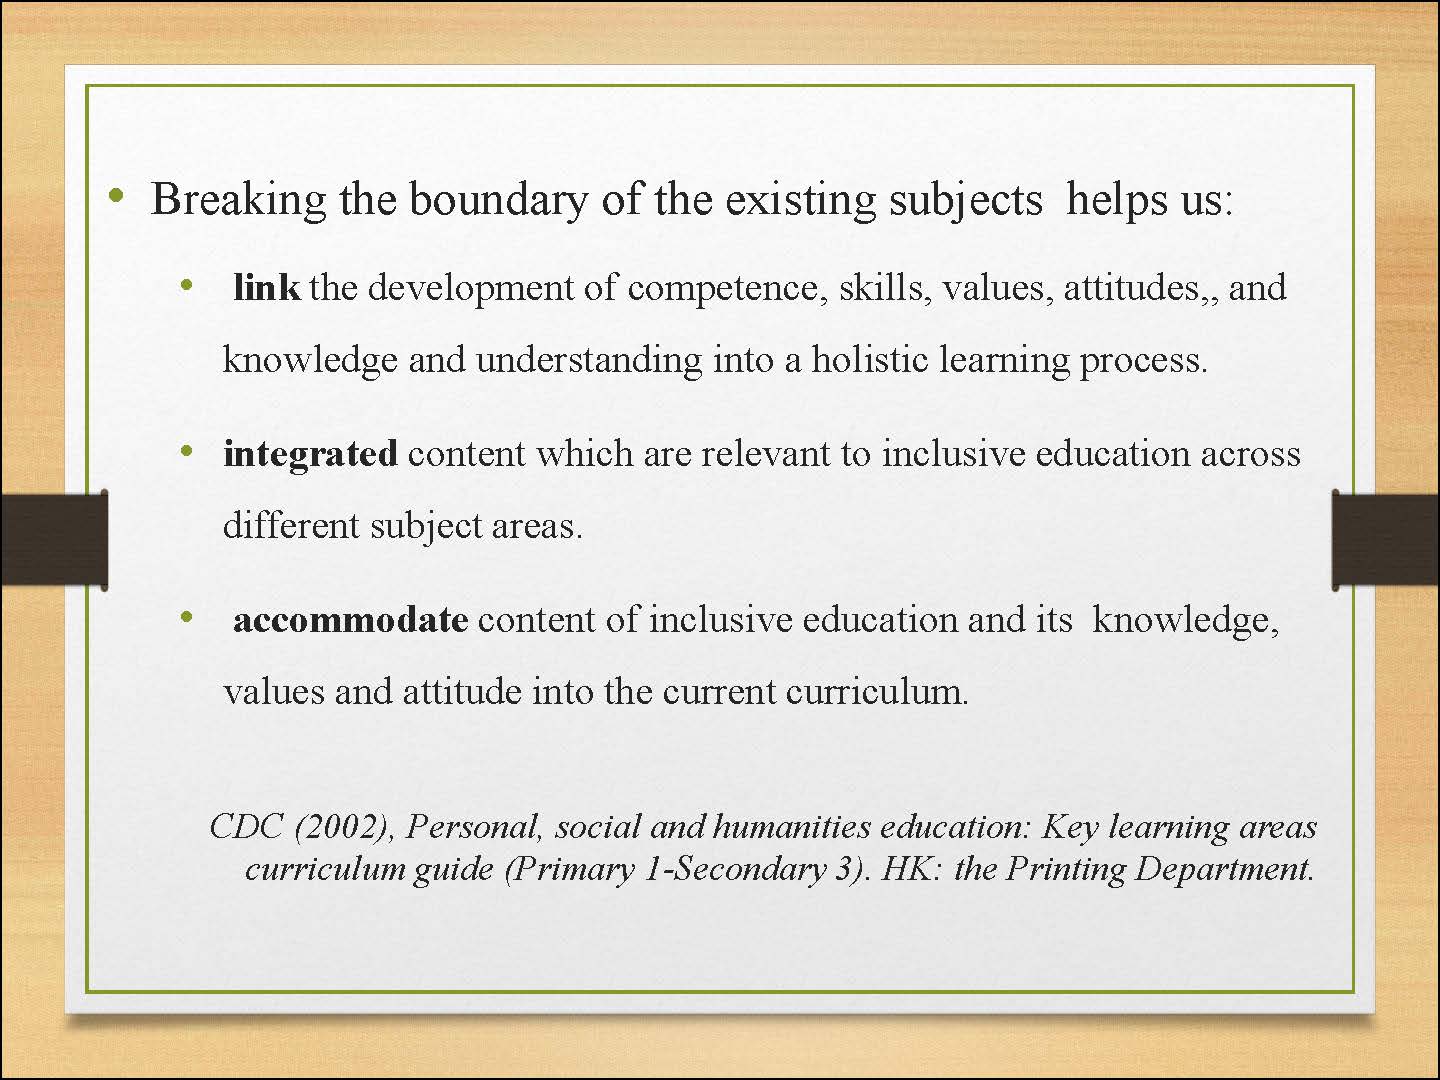 • Breaking the boundary of the existing subjects  helps us:
•  link the development of competence, skills, values, attitudes,, and
knowledge and understanding into a holistic learning process.
• integrated content which are relevant to inclusive education across
different subject areas.
•  accommodate content of inclusive education and its  knowledge,
values and attitude into the current curriculum.
CDC (2002), Personal, social and humanities education: Key learning areas
curriculum guide (Primary 1-Secondary 3). HK: the Printing Department.